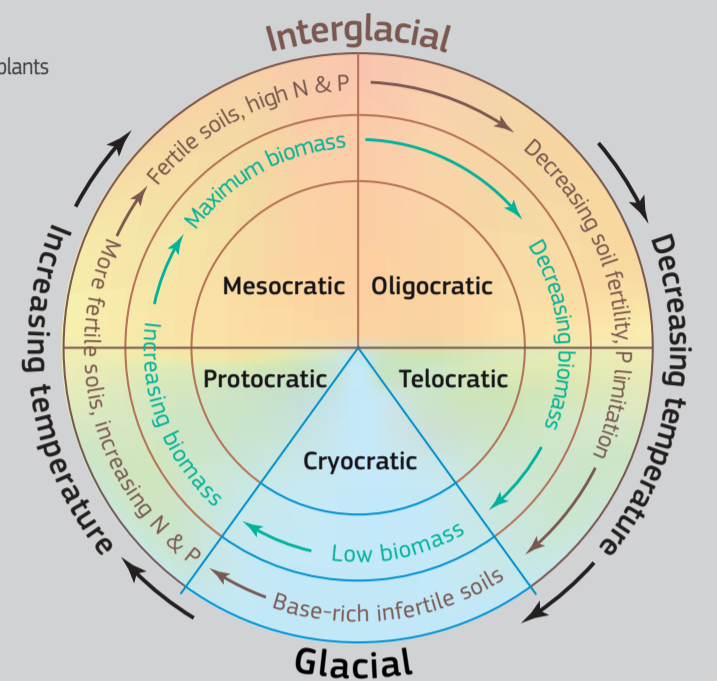 Interglacial
plants
Fertile soils, high N & P
Maximum biomass
Decreasing soil fertility, P limitation
Decreasing biomass
Increasing temperature
Decreasing temperature
More fertile solis, increasing N & P
Increasing biomass
Mesocratic
Oligocratic
Protocratic
Telocratic
Cryocratic
Low biomass
Base-rich infertile soils
Glacial